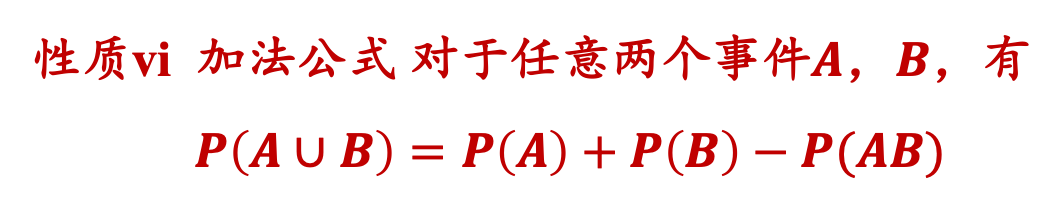 性质vi 加法公式 对于任意两个事件A，B，有
P(A ∪ B) = P(A) + P(B) − P(AB)